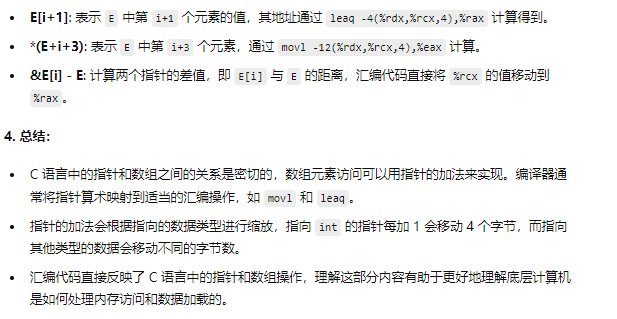 • E[i+1]: 表示 E 中第 i+1 个元素的值，其地址通过 leaq -4(%rdx,%rcx,4),%rax 计算得到。
• *(E+i+3): 表示 E 中第 i+3 个元素，通过 movl -12(%rdx,%rcx,4),%eax 计算。
• &E[i] - E: 计算两个指针的差值，即 E[i] 与 E 的距离，汇编代码直接将 %rcx 的值移动到
%rax 。
4. 总结：
• C 语言中的指针和数组之间的关系是密切的，数组元素访问可以用指针的加法来实现。编译器通
常将指针算术映射到适当的汇编操作，如 movl 和 leaq 。
• 指针的加法会根据指向的数据类型进行缩放，指向 int 的指针每加 1 会移动 4 个字节，而指向
其他类型的数据会移动不同的字节数。
• 汇编代码直接反映了 C 语言中的指针和数组操作，理解这部分内容有助于更好地理解底层计算机
是如何处理内存访问和数据加载的。